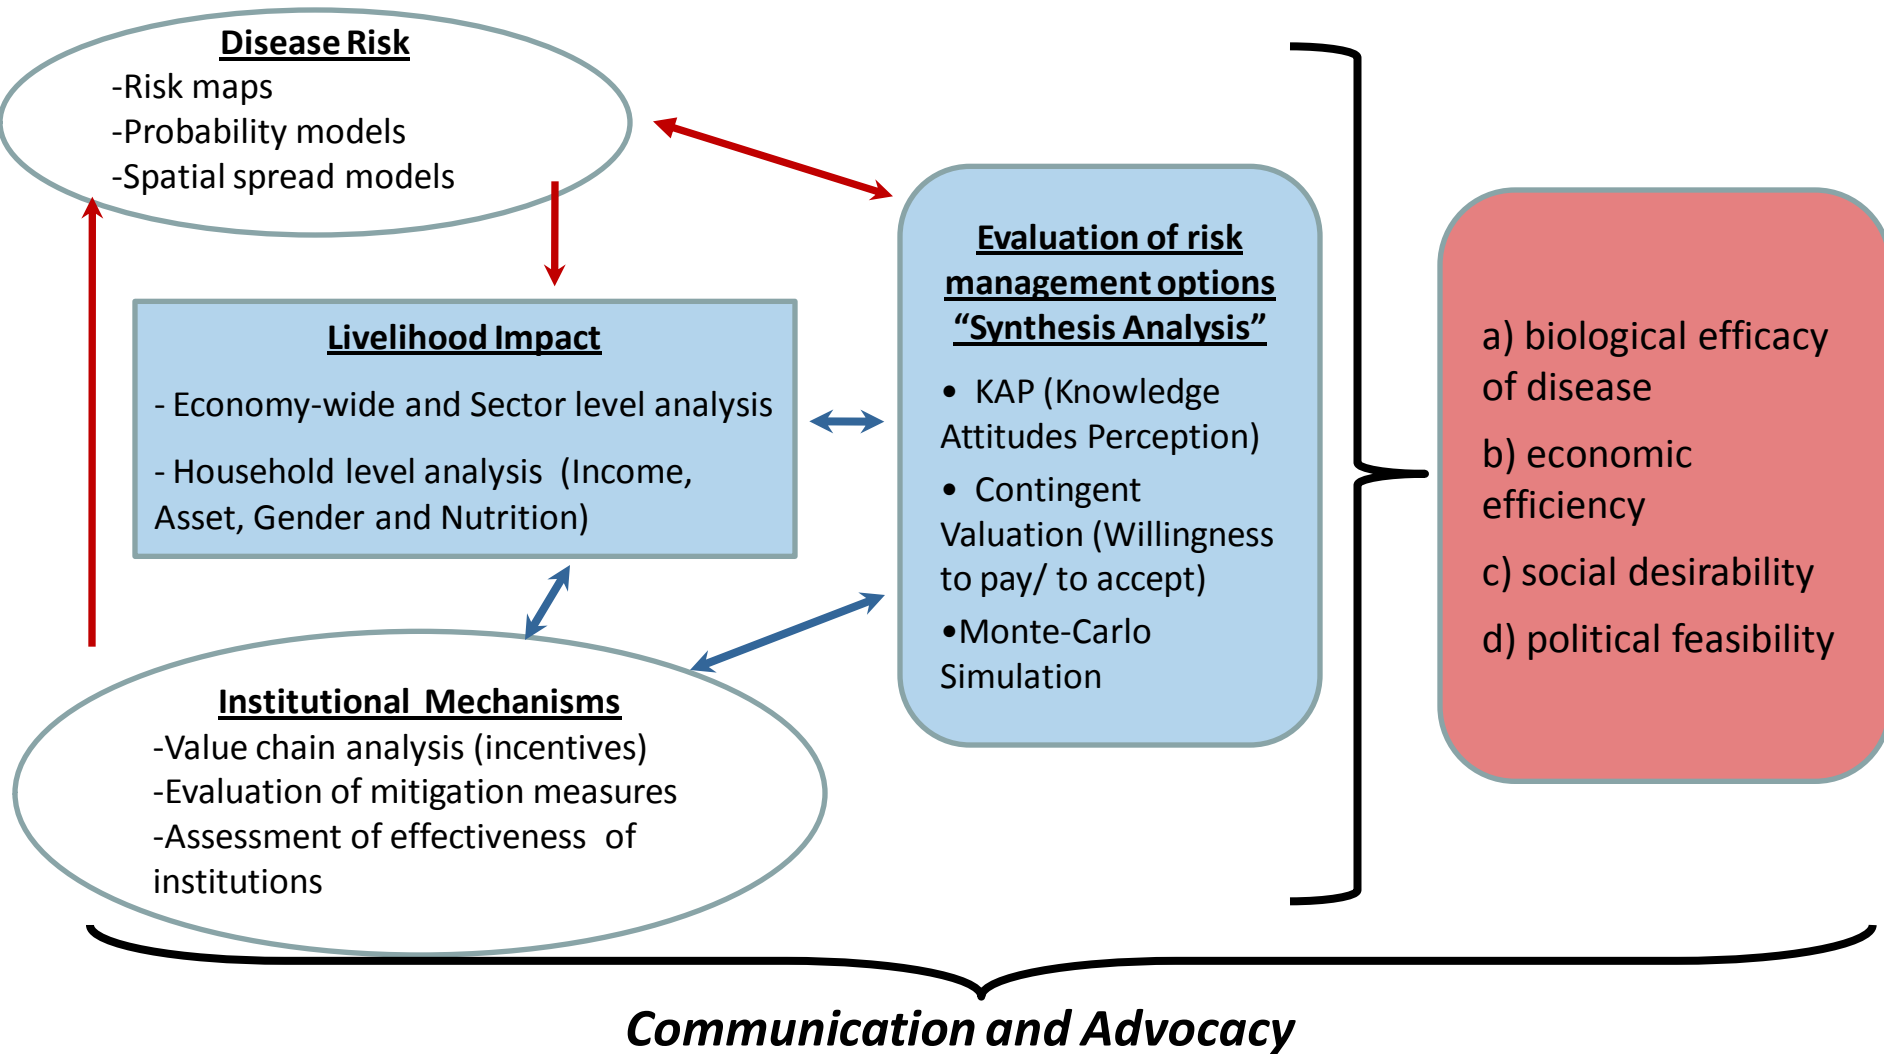 Disease Risk
-Risk maps
-Probability models
-Spatial spread models
Livelihood Impact
- Economy-wide and Sector level analysis
- Household level analysis (Income,
Asset, Gender and Nutrition)
Institutional Mechanisms
-Value chain analysis (incentives)
-Evaluation of mitigation measures
-Assessment of effectiveness of
institutions
Evaluation of risk
management options
“Synthesis Analysis”
• KAP (Knowledge
Attitudes Perception)
• Contingent
Valuation (Willingness
to pay/ to accept)
•Monte-Carlo
Simulation
a) biological efficacy
of disease
b) economic
efficiency
c) social desirability
d) political feasibility
Communication and Advocacy